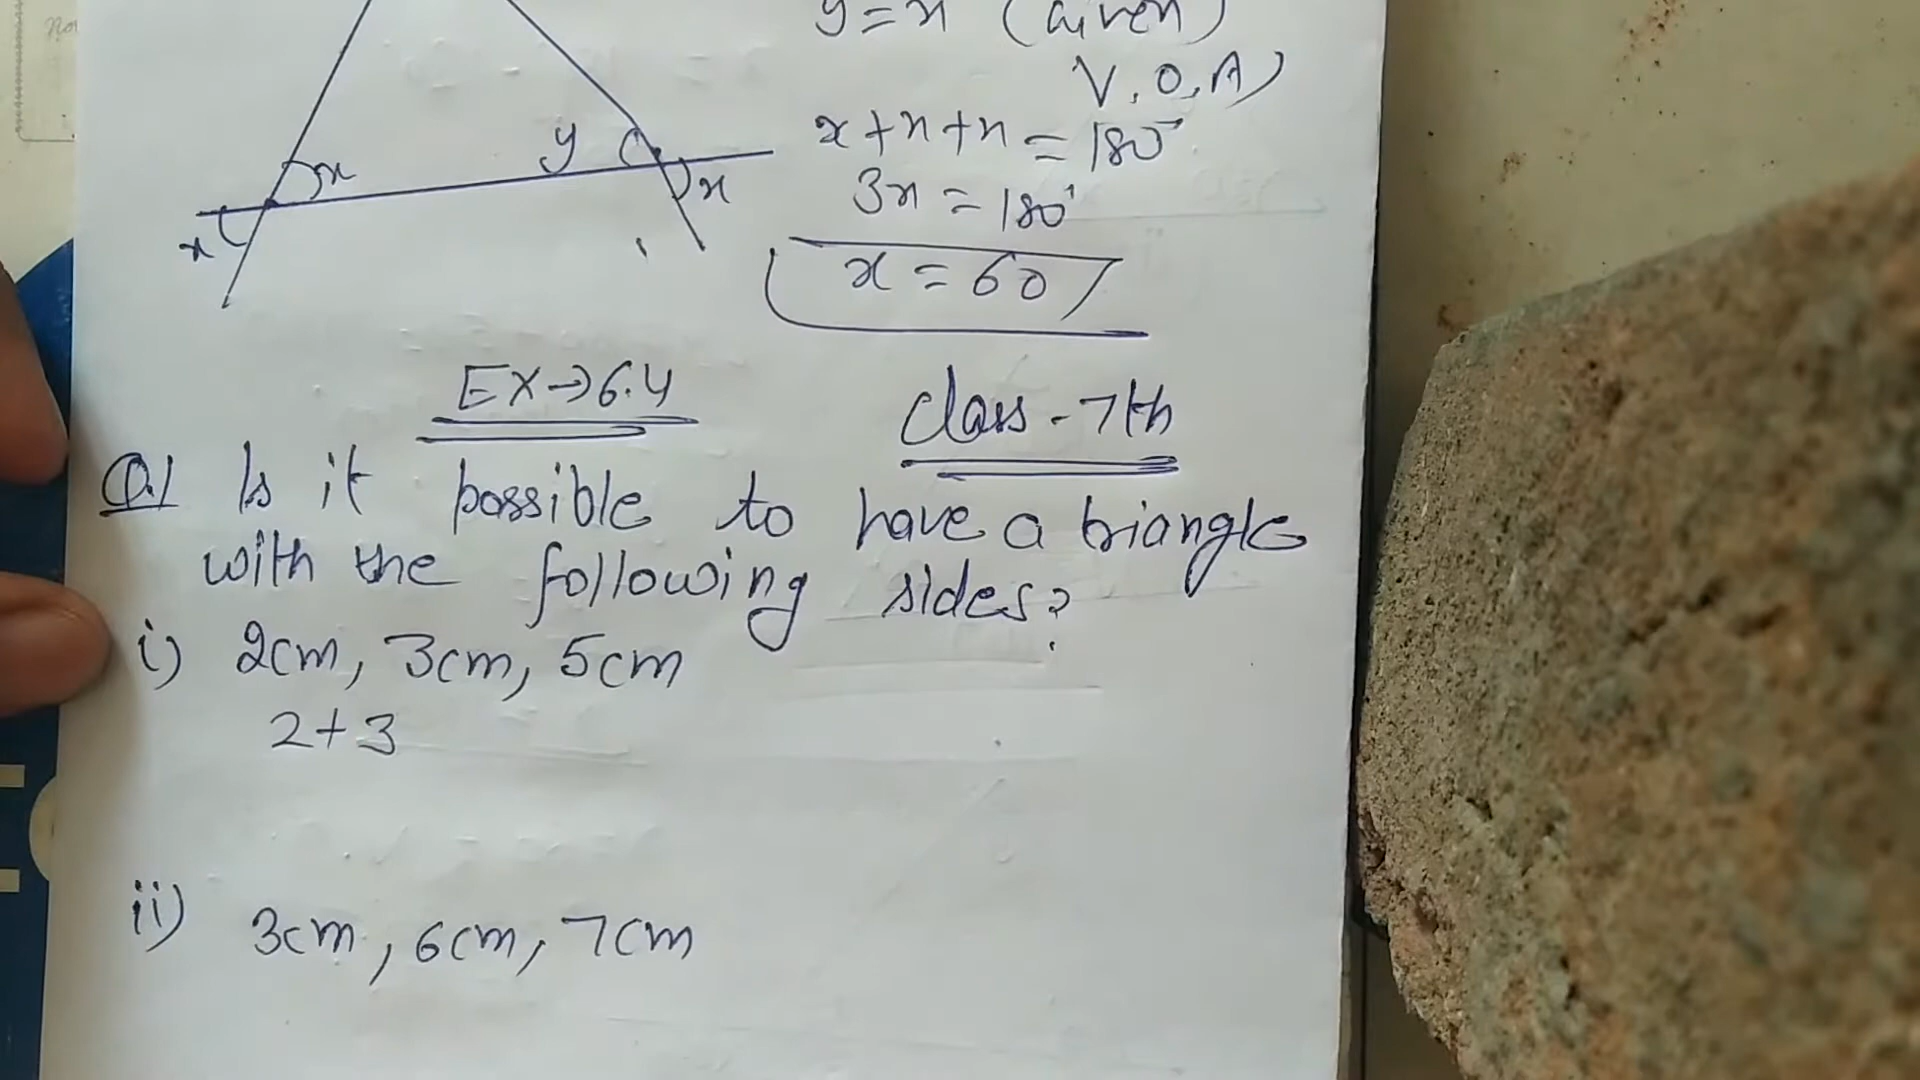 y = x (Given)
V.O.A)
x + x + x = 180°
3x = 180°
x = 60
y
x
x
x
Ex → 6.4
Class - 7th
Q.1 Is it possible to have a triangle
with the following sides?
i) 2cm, 3cm, 5cm
2+3
ii) 3cm, 6cm, 7cm